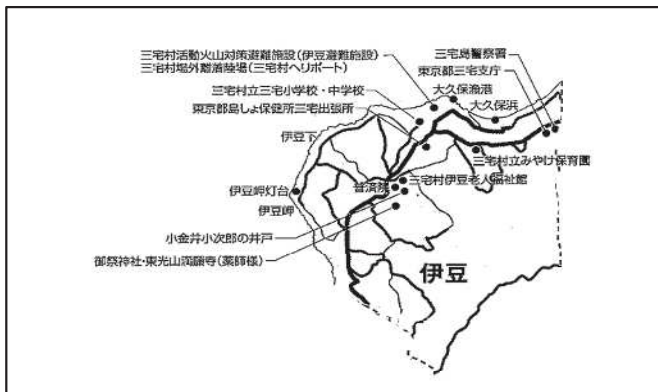 三宅村活動火山対策避難施設(伊豆避難施設)
三宅村場外離着陸場(三宅村ヘリポート)
三宅島警察署
東京都三宅支庁
大久保漁港
三宅村立三宅小学校・中学校
大久保浜
東京都島しょ保健所三宅出張所
伊豆下
三宅村立みやけ保育園
普済院
三宅村伊豆老人福祉館
伊豆岬灯台
伊豆岬
小金井小次郎の井戸
御祭神社・東光山満願寺(薬師様)
伊豆